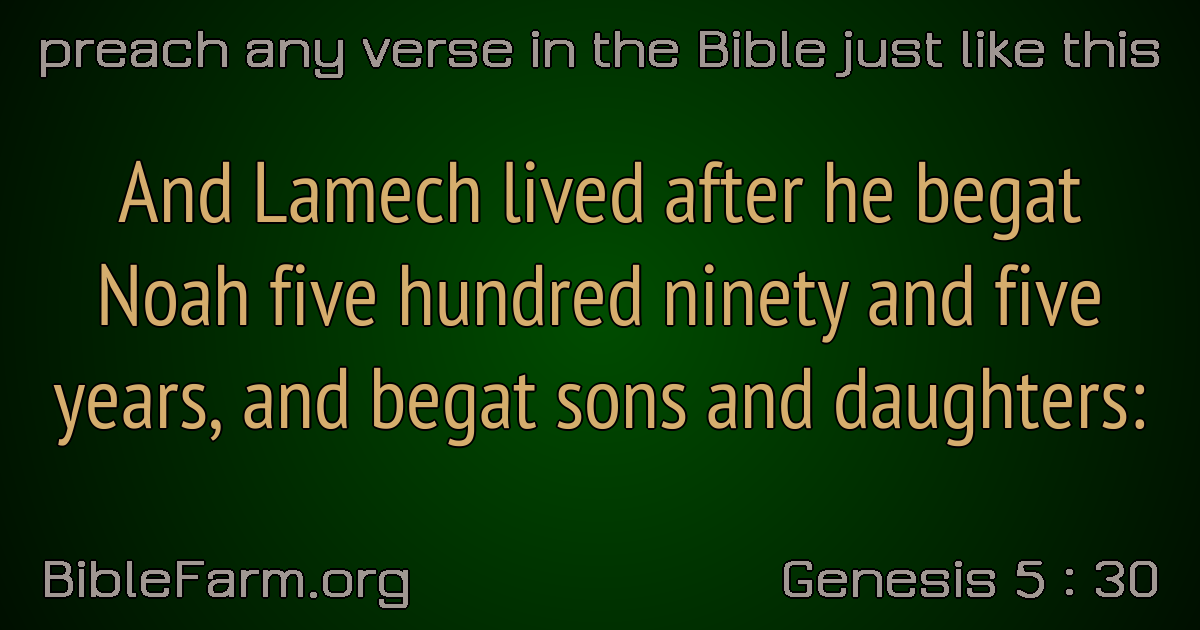 preach any verse in the Bible just like this
And Lamech lived after he begat
Noah five hundred ninety and five
years, and begat sons and daughters:
BibleFarm.org
Genesis 5 : 30